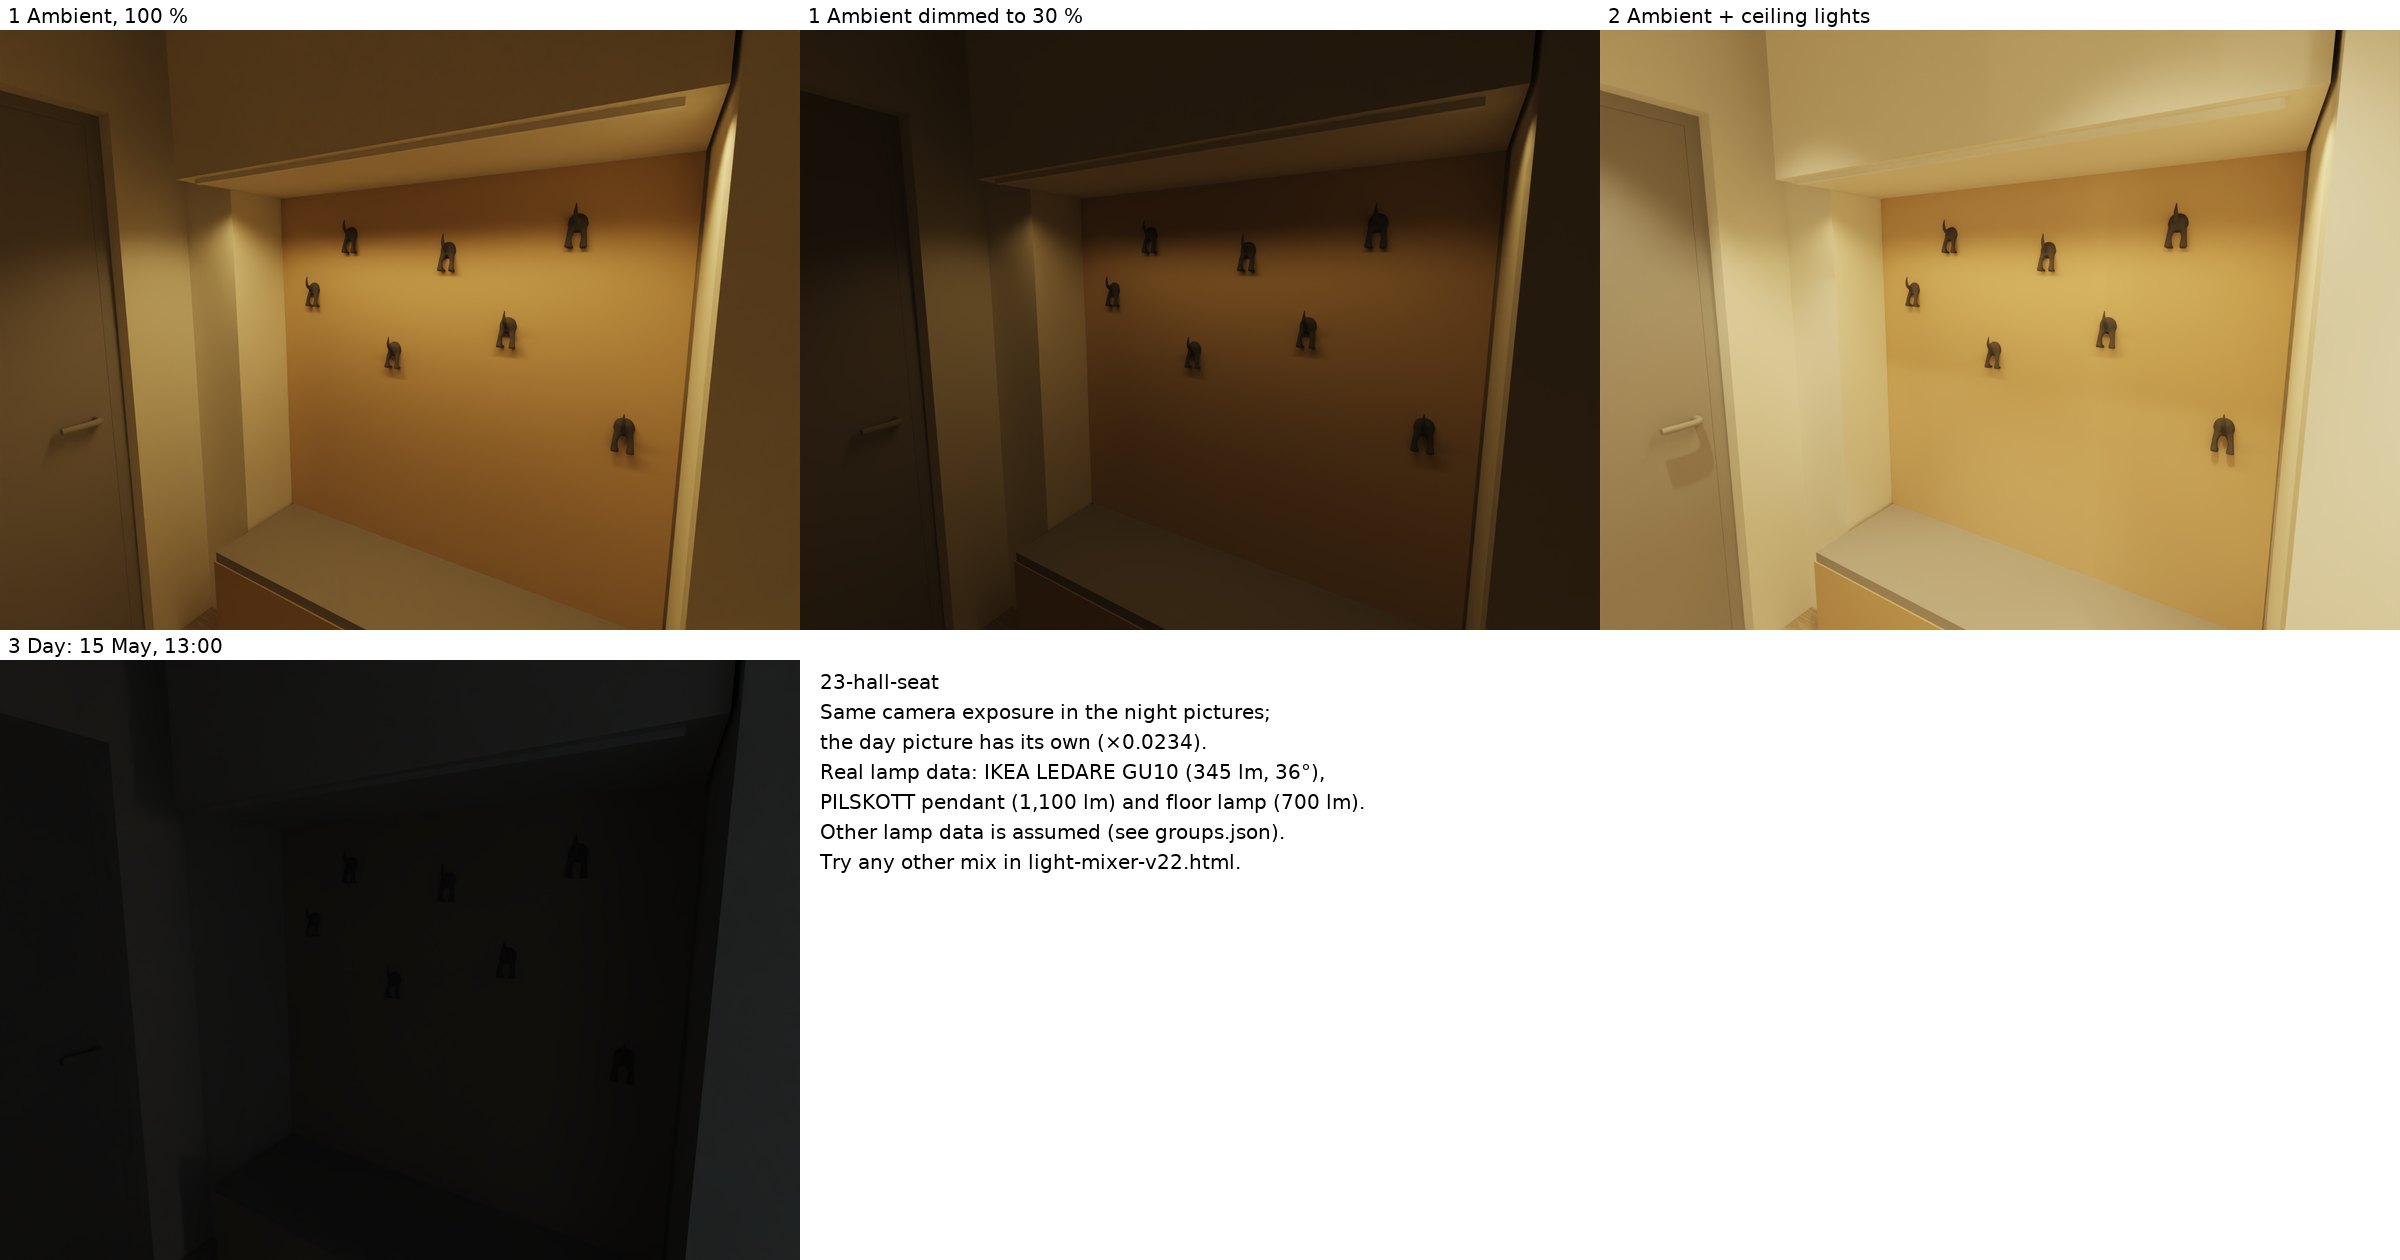 1 Ambient, 100 %
1 Ambient dimmed to 30 %
2 Ambient + ceiling lights
3 Day: 15 May, 13:00
23-hall-seat
Same camera exposure in the night pictures;
the day picture has its own (×0.0234).
Real lamp data: IKEA LEDARE GU10 (345 lm, 36°),
PILSKOTT pendant (1,100 lm) and floor lamp (700 lm).
Other lamp data is assumed (see groups.json).
Try any other mix in light-mixer-v22.html.